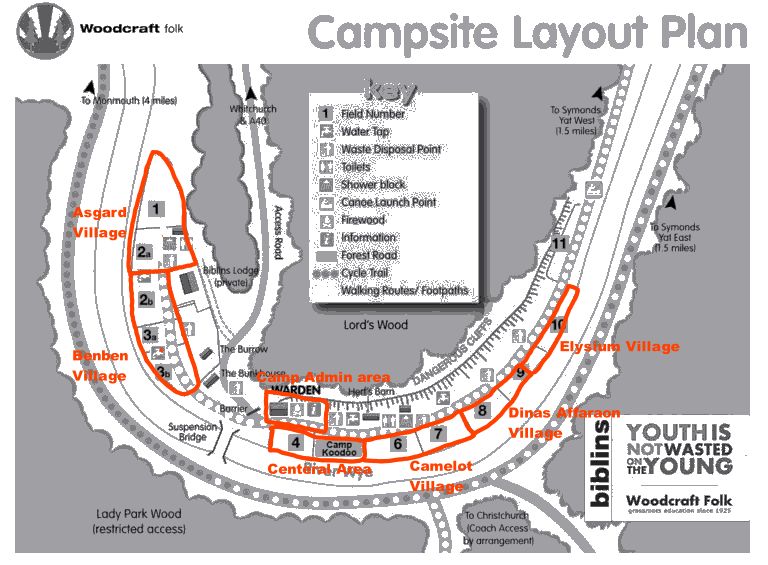 Woodcraft folk
Campsite Layout Plan
key
1 Field Number
Water Tap
Waste Disposal Point
Toilets
Shower block
Canoe Launch Point
Firewood
Information
Forest Road
Cycle Trail
Walking Routes/ Footpaths
To Monmouth (4 miles)
Whitchurch
& A40
Access Road
To Symonds
Yat West
(1.5 miles)
To Symonds
Yat East
(1.5 miles)
Asgard
Village
1
2a
2b
3a
3b
Benben
Village
Biblins Lodge
(private)
The Burrow
The Bunkhouse
Barrier
Suspension
Bridge
Lord's Wood
DANGEROUS CLIFFS
Camp Admin area
WARDEN
Herb's Barn
4
Camp
Koodoo
6
7
8
9
10
11
Centeral Area
River Wye
Camelot
Village
Dinas Affaraon
Village
Elysium Village
Lady Park Wood
(restricted access)
To Christchurch
(Coach Access
by arrangement)
biblins
YOUTH IS
NOT WASTED
ON THE YOUNG
Woodcraft Folk
grassroots education since 1925